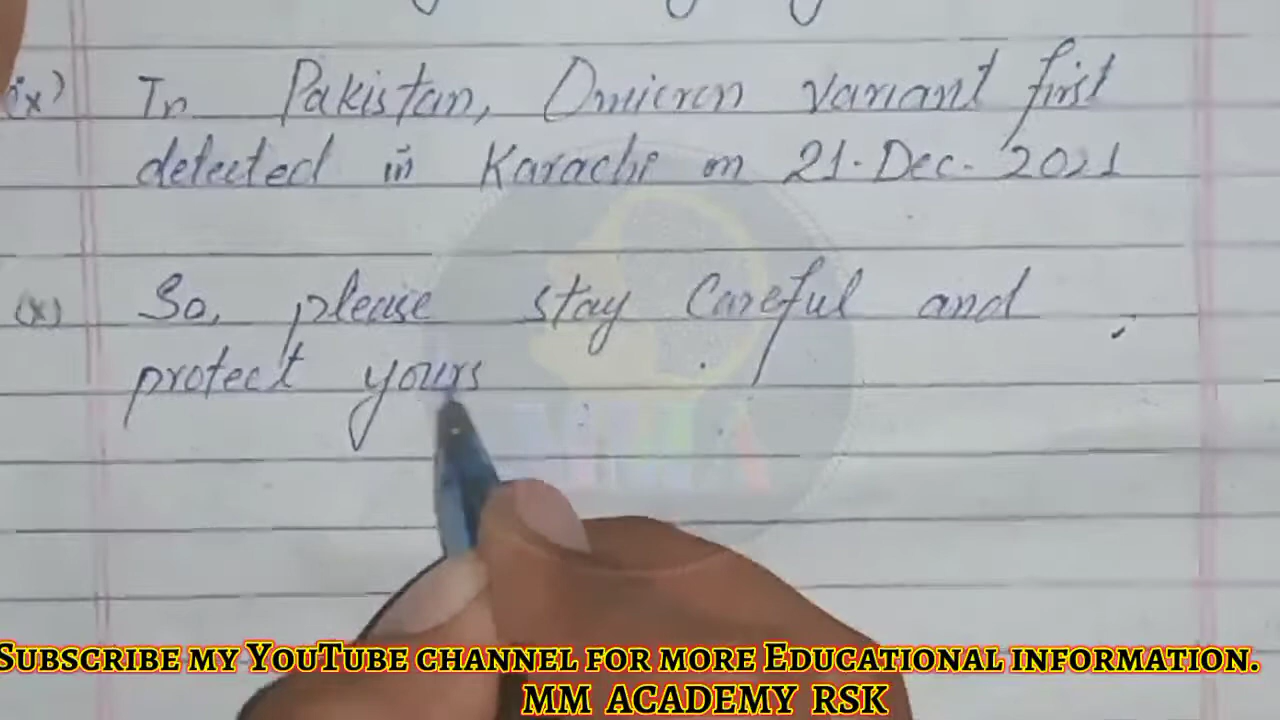 (ix) In Pakistan, Omicron variant first
detected in Karachi on 21. Dec. 2021
(x) So, please stay Careful and
protect yours
SUBSCRIBE MY YOUTUBE CHANNEL FOR MORE EDUCATIONAL INFORMATION.
MM ACADEMY RSK